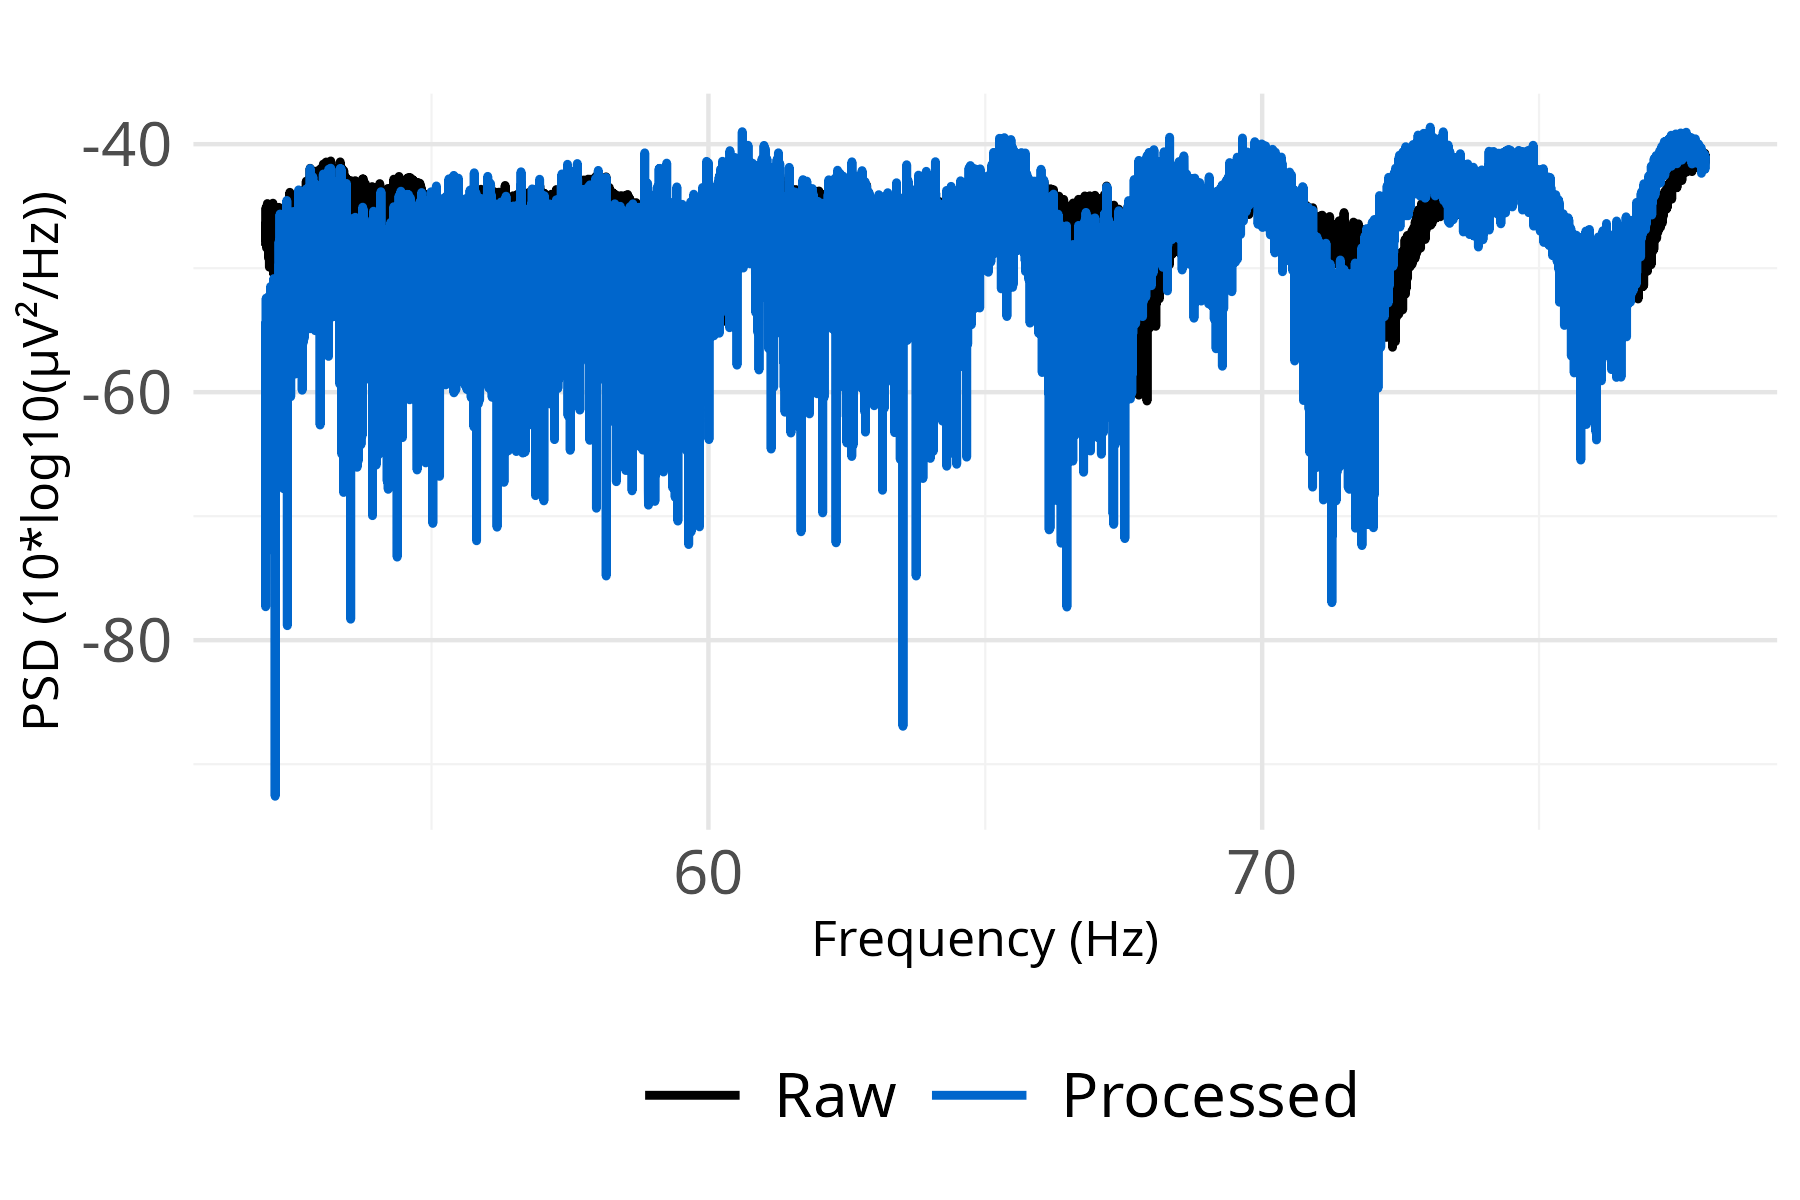 PSD (10*log10(µV²/Hz))
-40
-60
-80
60
70
Frequency (Hz)
Raw
Processed